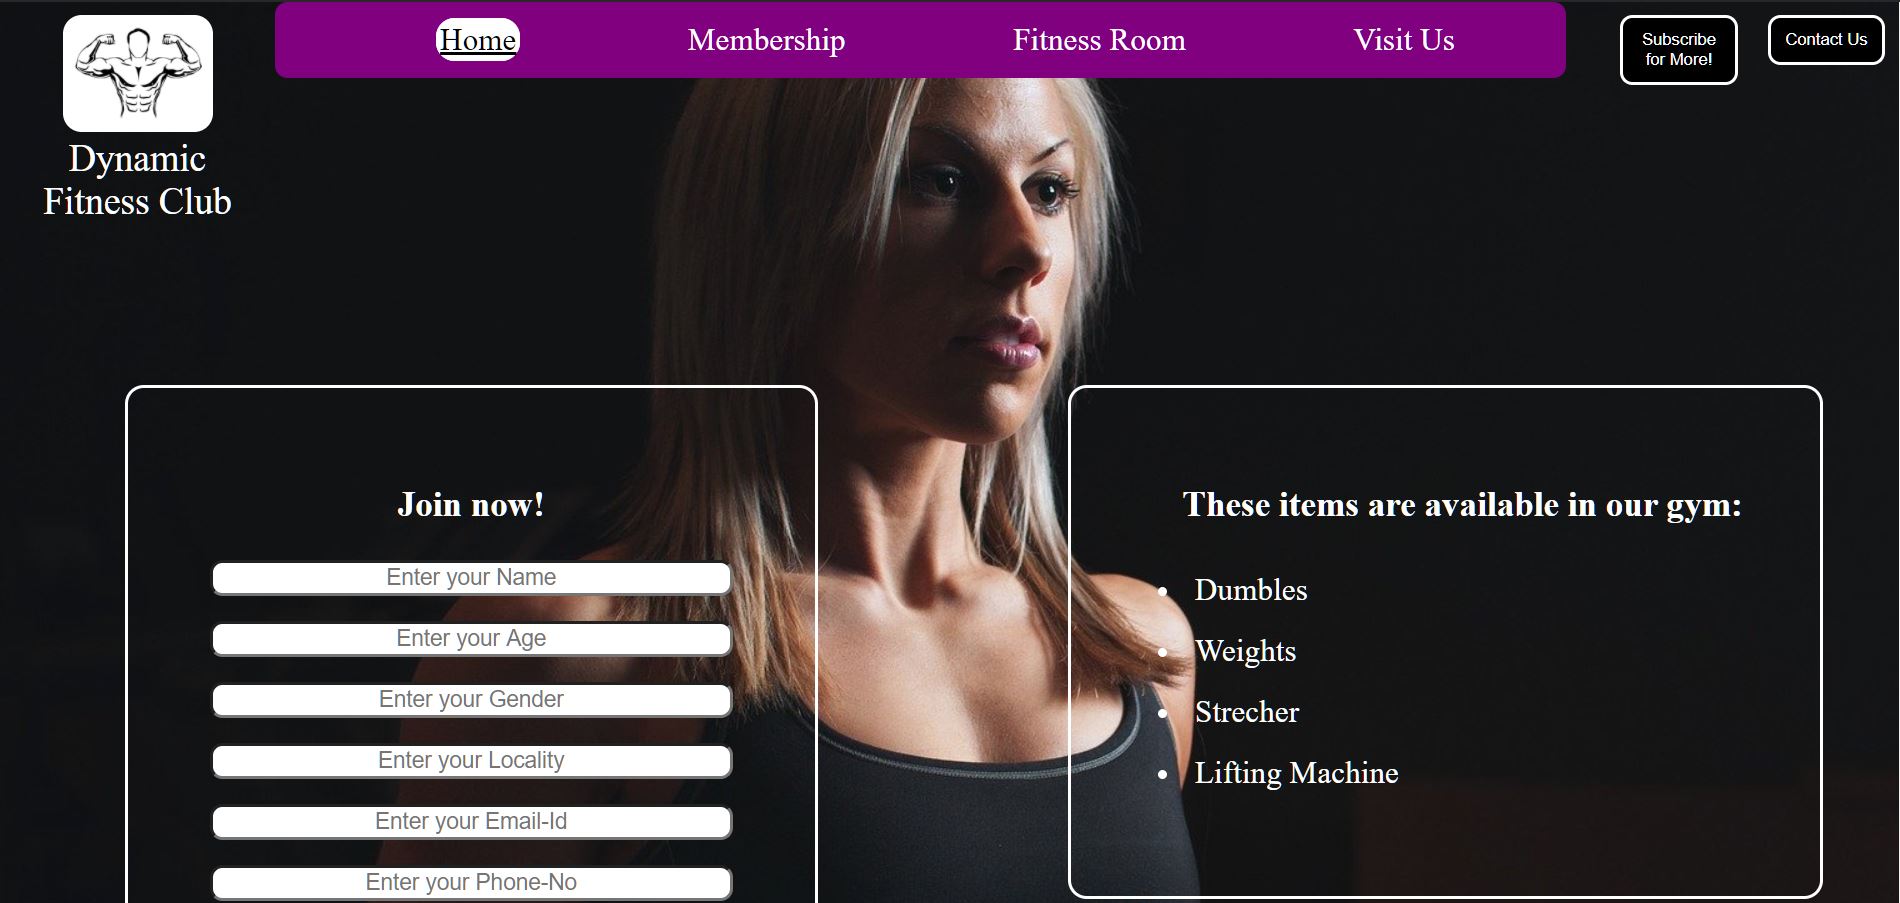 Home
Membership
Fitness Room
Visit Us
Subscribe
for More!
Contact Us
Dynamic
Fitness Club
Join now!
Enter your Name
Enter your Age
Enter your Gender
Enter your Locality
Enter your Email-Id
Enter your Phone-No
These items are available in our gym:
Dumbles
Weights
Strecher
Lifting Machine